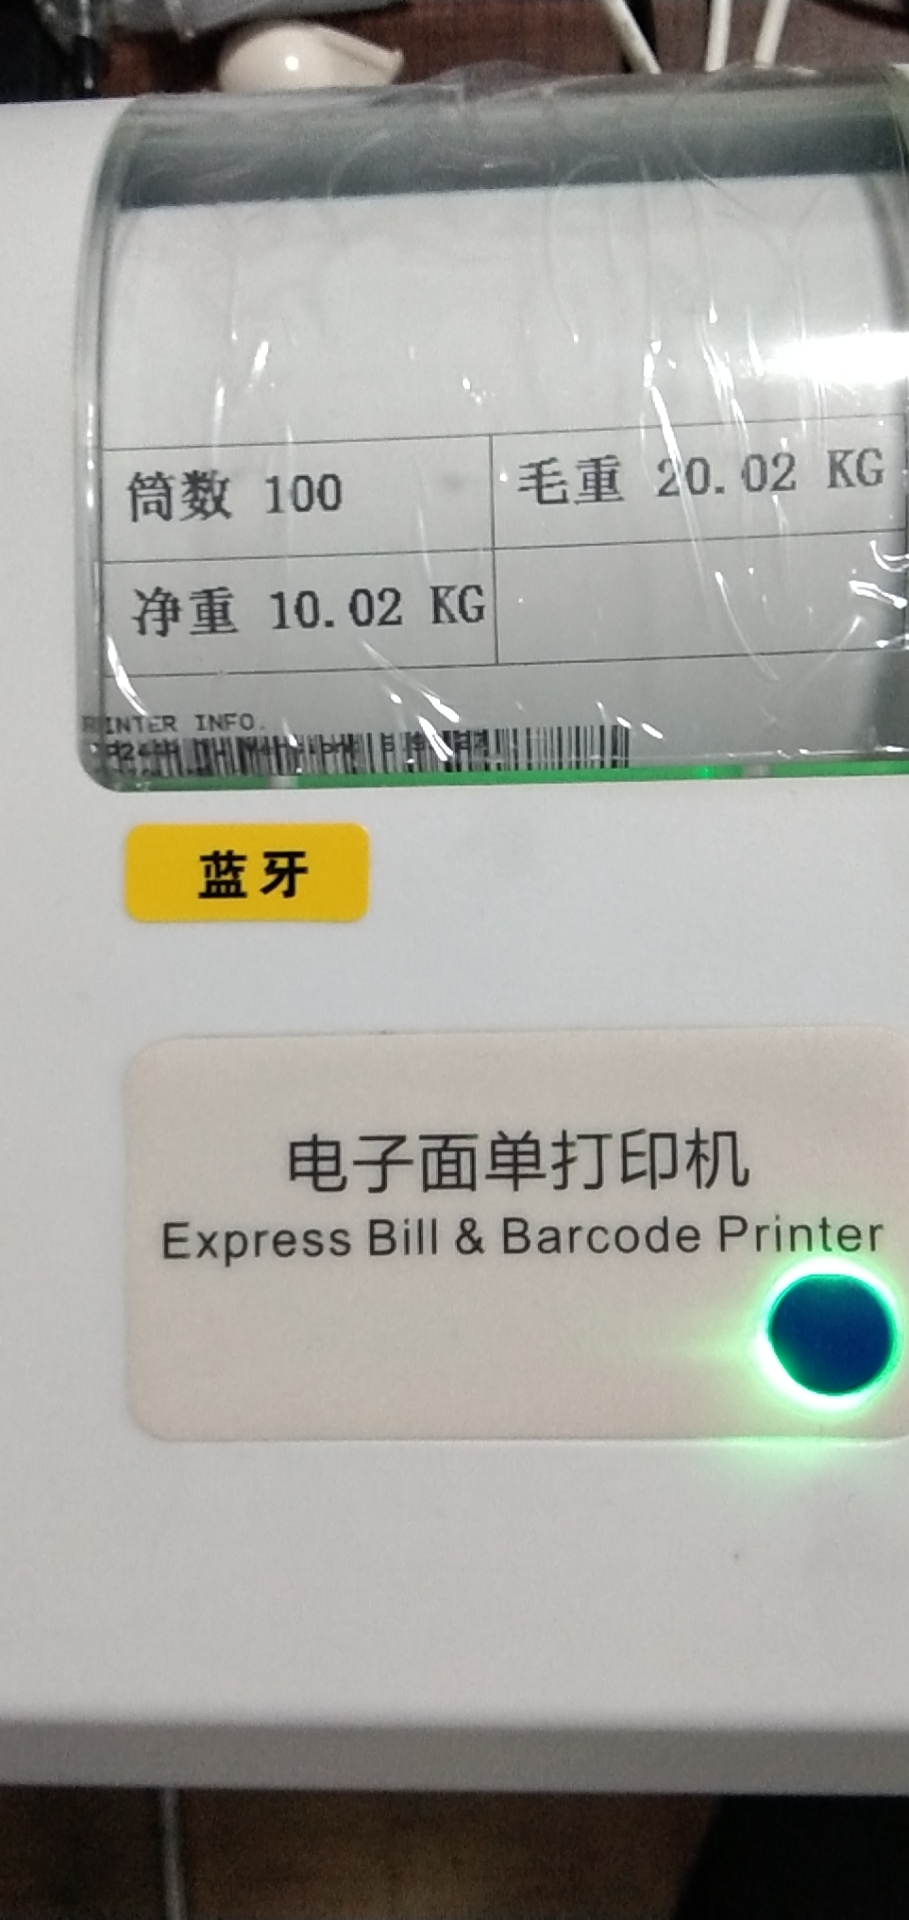 筒数 100
毛重 20.02 KG
净重 10.02 KG
INTER INFO.
蓝牙
电子面单打印机
Express Bill & Barcode Printer